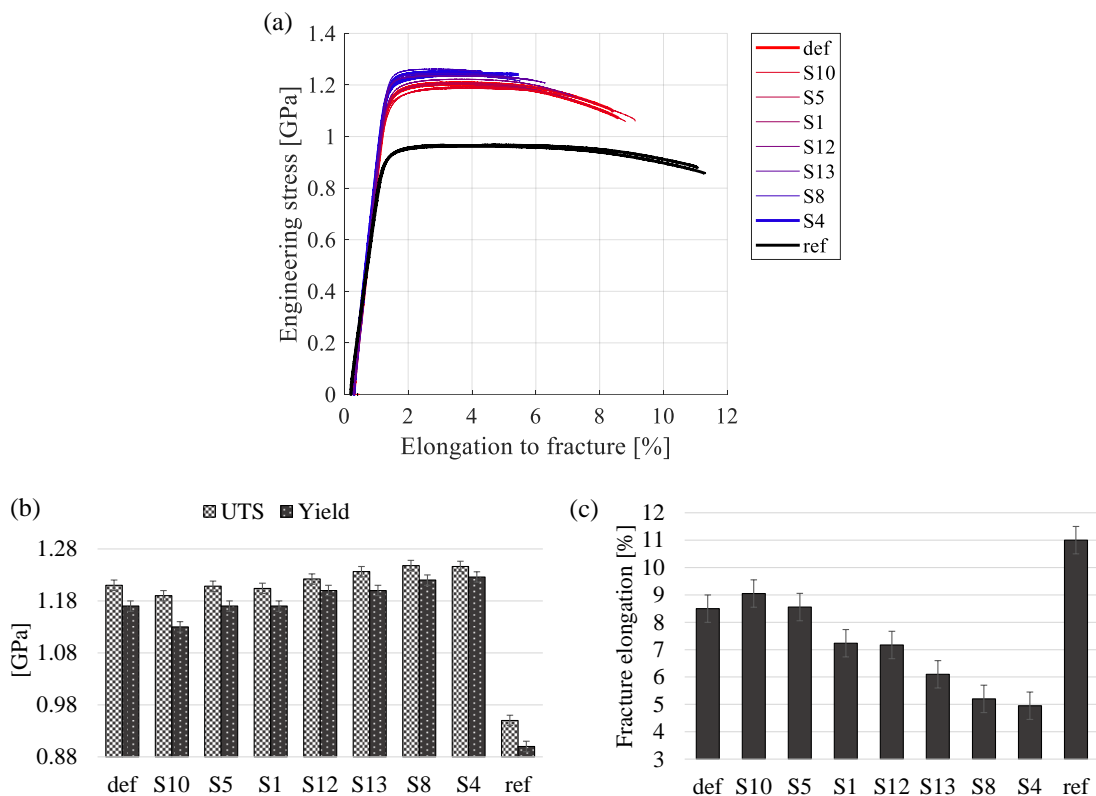 (a)
1.4
1.2
1
0.8
0.6
0.4
0.2
0
Engineering stress [GPa]
0 2 4 6 8 10 12
Elongation to fracture [%]
def
S10
S5
S1
S12
S13
S8
S4
ref
(b)
UTS Yield
1.28
1.18
1.08
0.98
0.88
[GPa]
def S10 S5 S1 S12 S13 S8 S4 ref
(c)
12
11
10
9
8
7
6
5
4
3
Fracture elongation [%]
def S10 S5 S1 S12 S13 S8 S4 ref